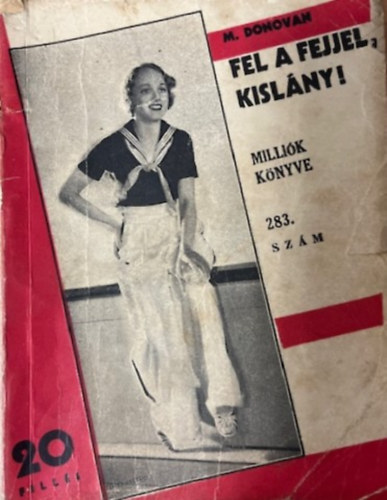 M. DONOVAN
FEL A FEJJEL,
KISLÁNY!
MILLIÓK
KÖNYVE
283.
SZÁM
20
FILLÉR